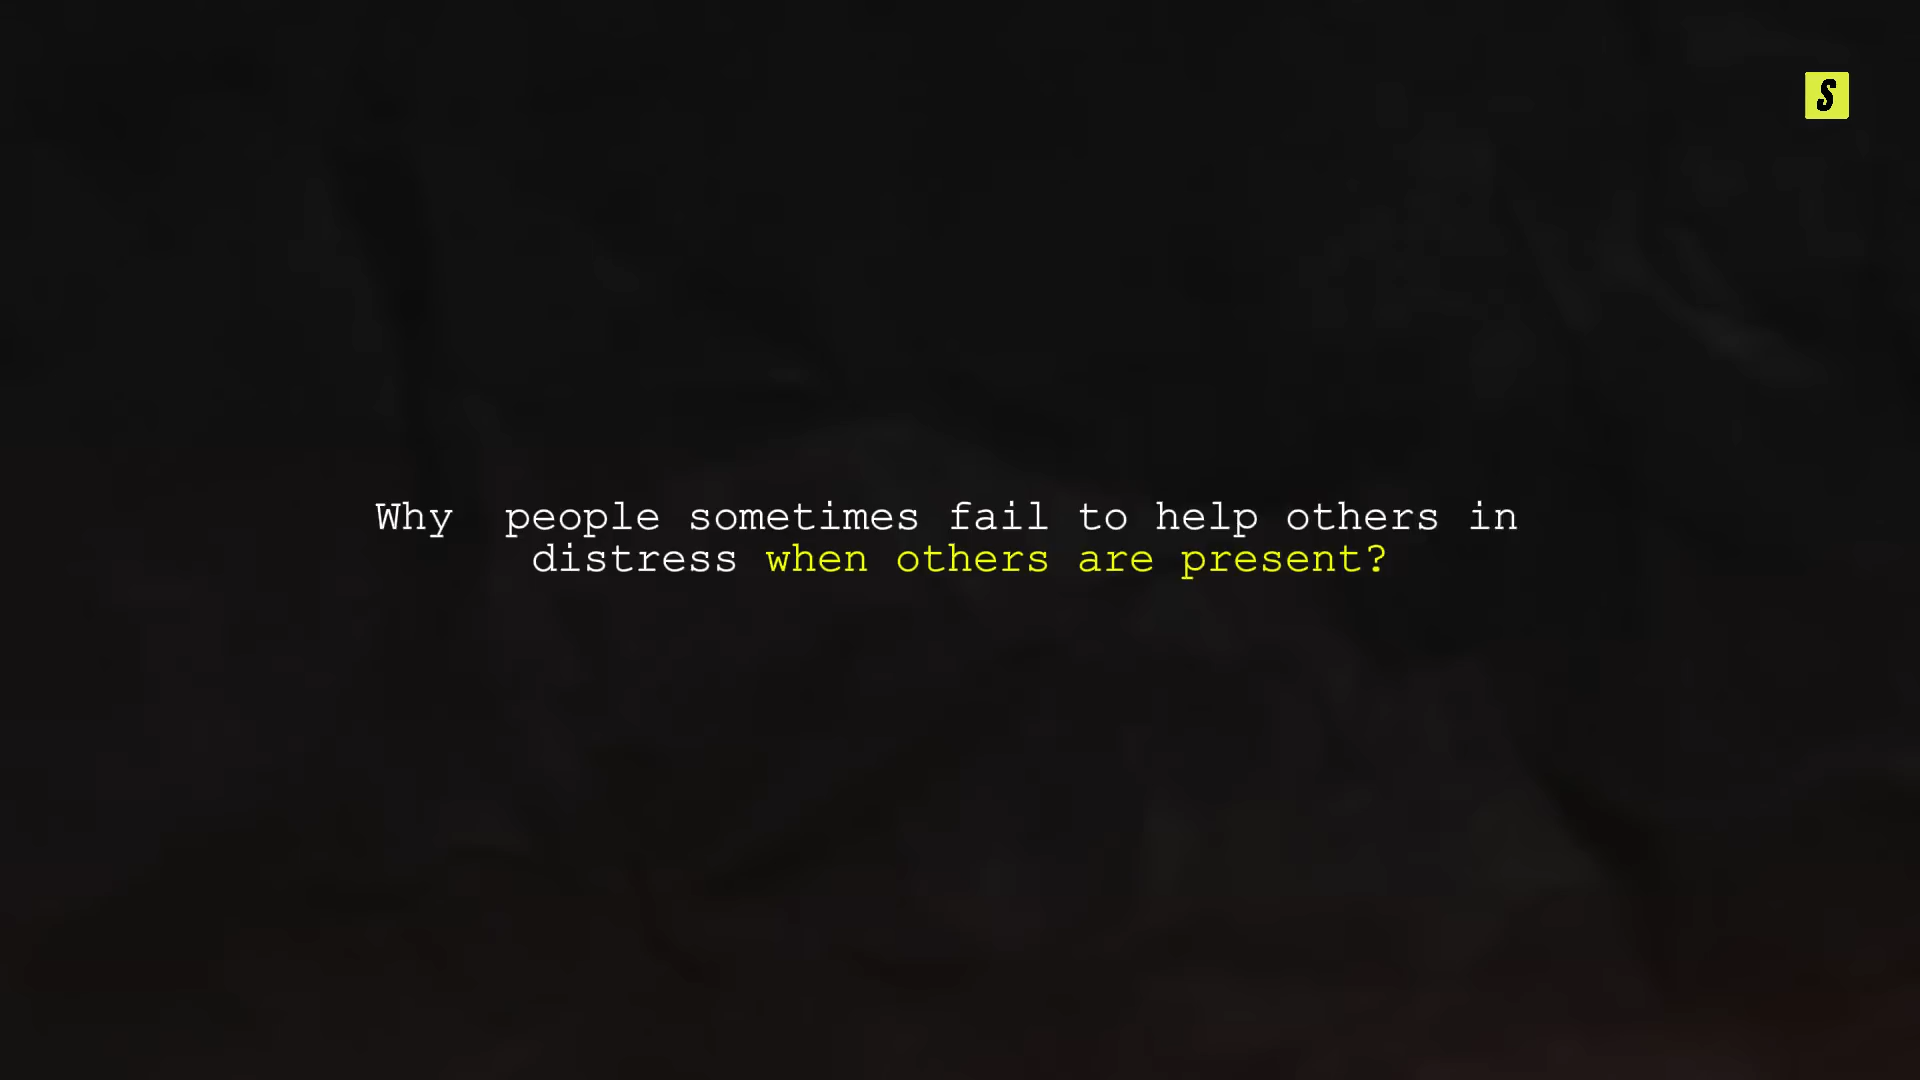 S
Why  people sometimes fail to help others in
distress when others are present?